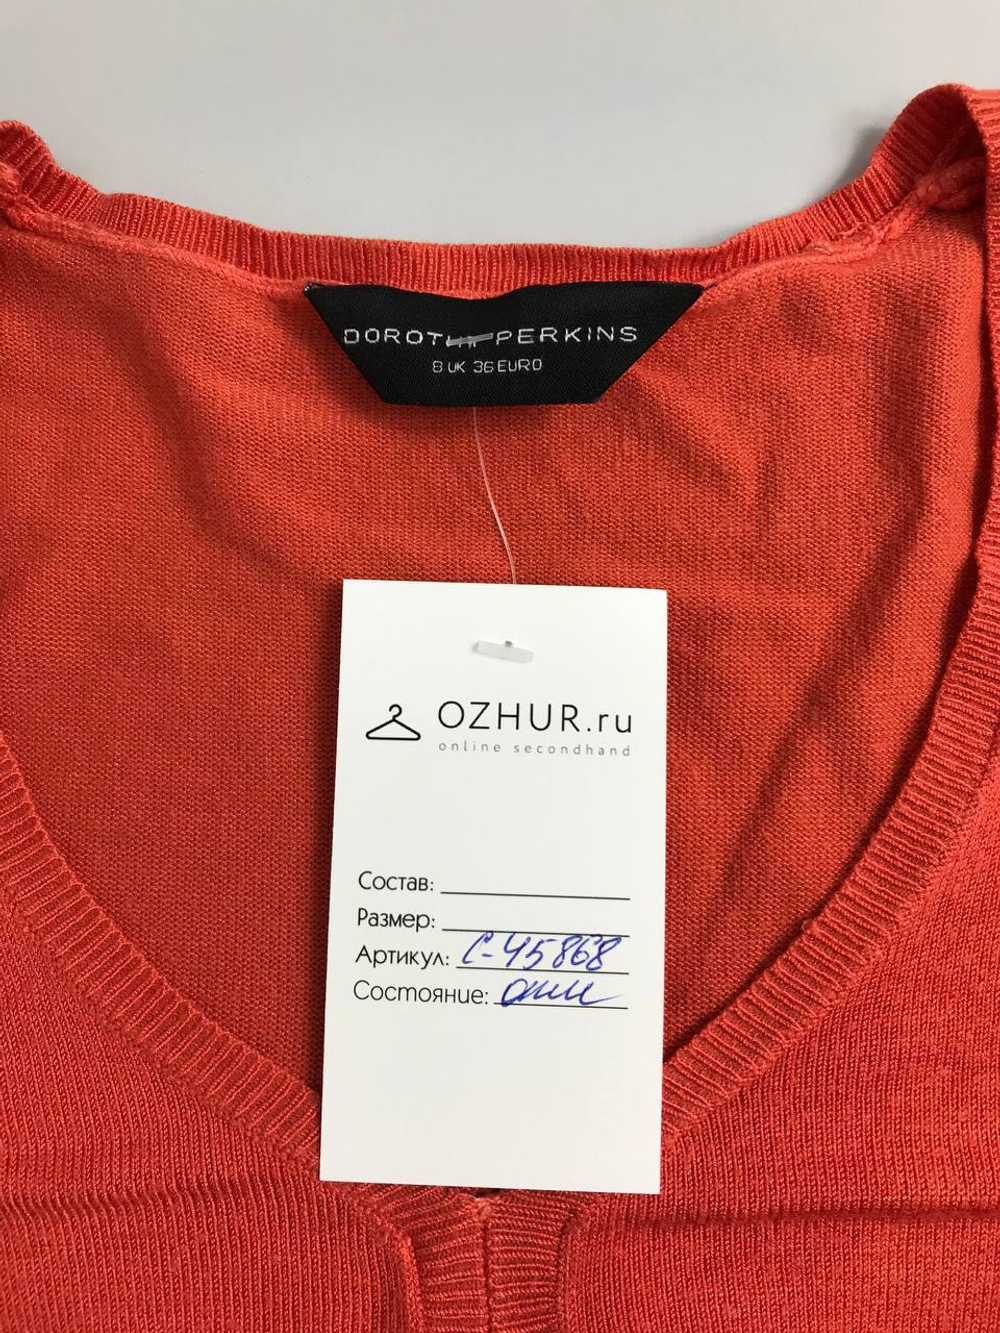 DOROTHY PERKINS
8 UK 36 EURO
OZHUR.ru
online secondhand
Состав:
Размер:
Артикул: С-45868
Состояние: